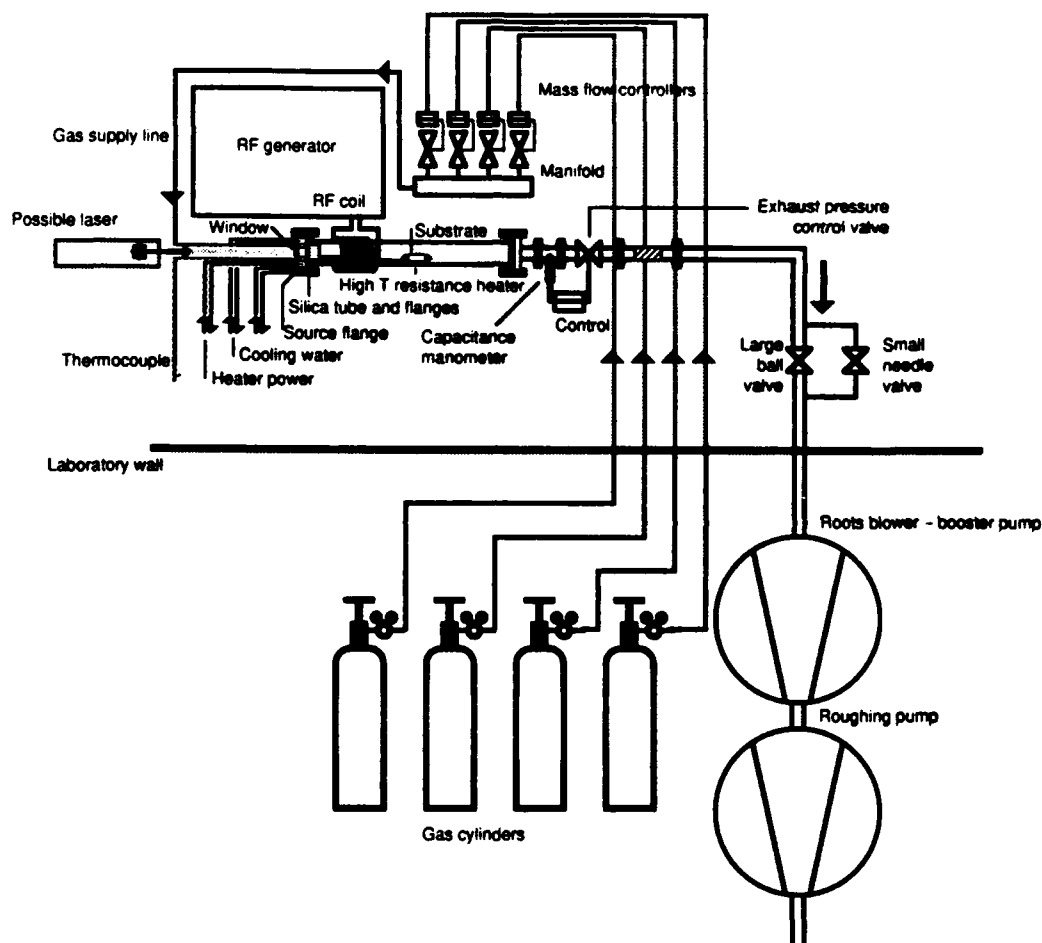 Mass flow controllers
Gas supply line
RF generator
Manifold
RF coil
Possible laser
Window
Substrate
Exhaust pressure
control valve
High T resistance heater
Silica tube and flanges
Source flange
Cooling water
Heater power
Thermocouple
Capacitance
manometer
Control
Large
ball
valve
Small
needle
valve
Laboratory wall
Roots blower - booster pump
Roughing pump
Gas cylinders